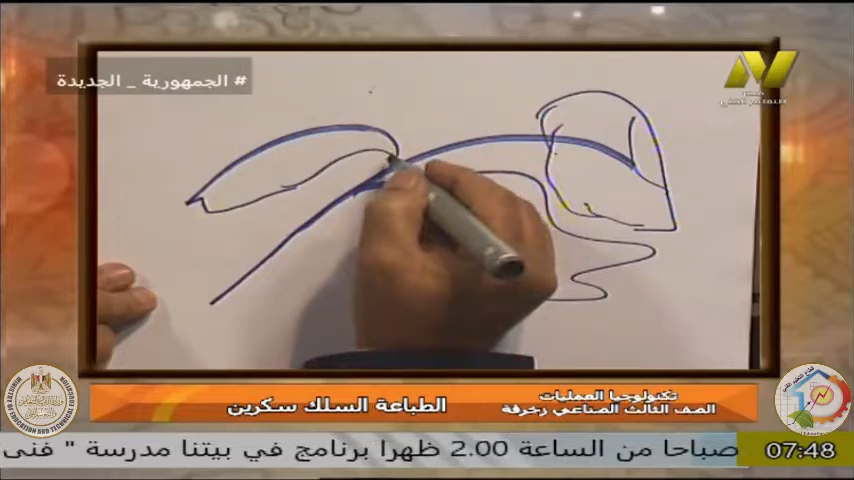 # الجمهورية _ الجديدة
تكنولوجيا العمليات
الصف الثالث الصناعي زخرفة
الطباعة السلك سكرين
صباحا من الساعة 2.00 ظهرا برنامج في بيتنا مدرسة " فنى
07:48